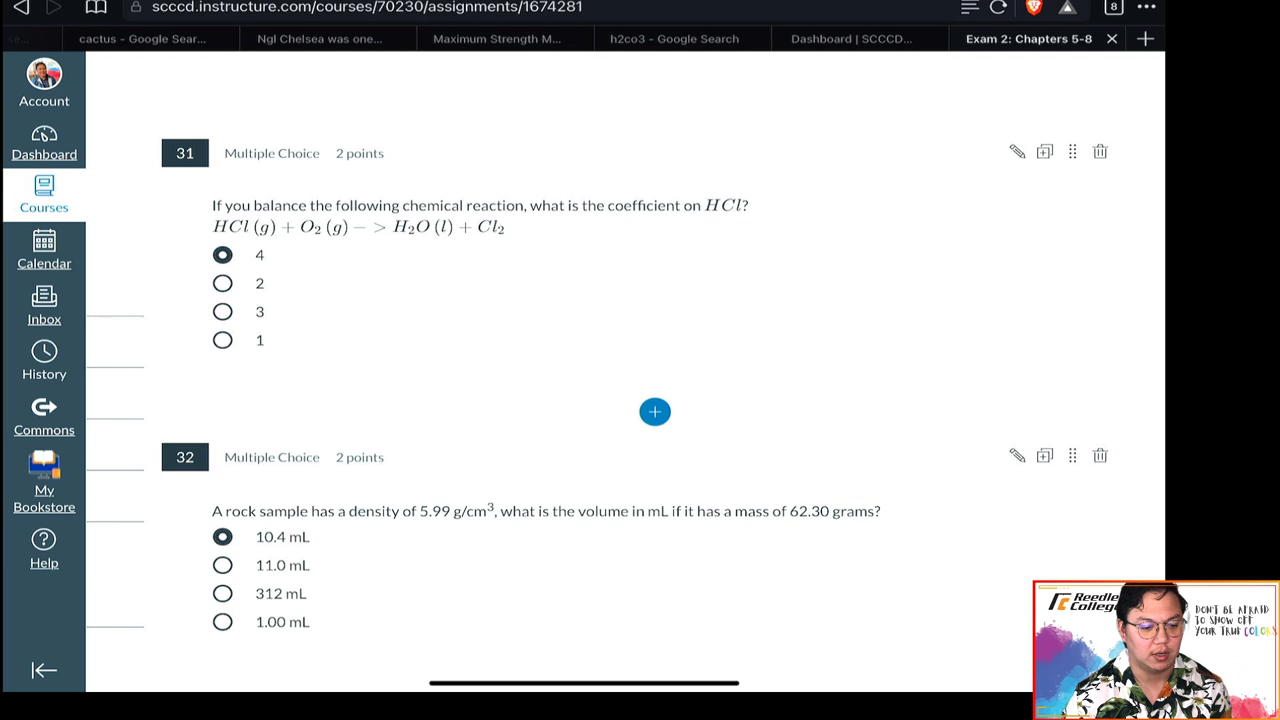 scccd.instructure.com/courses/70230/assignments/1674281
8
cactus - Google Sear...
Ngl Chelsea was one...
Maximum Strength M...
h2co3 - Google Search
Dashboard | SCCCD...
Exam 2: Chapters 5-8
Account
Dashboard
Courses
Calendar
Inbox
History
Commons
My
Bookstore
Help
31 Multiple Choice 2 points
If you balance the following chemical reaction, what is the coefficient on HCl?
HCl (g) + O₂ (g) − > H₂O (l) + Cl₂
4
2
3
1
32 Multiple Choice 2 points
A rock sample has a density of 5.99 g/cm³, what is the volume in mL if it has a mass of 62.30 grams?
10.4 mL
11.0 mL
312 mL
1.00 mL
Reedle
College
DON'T BE AFRAID
TO SHOW OFF
YOUR TRUE COLORS